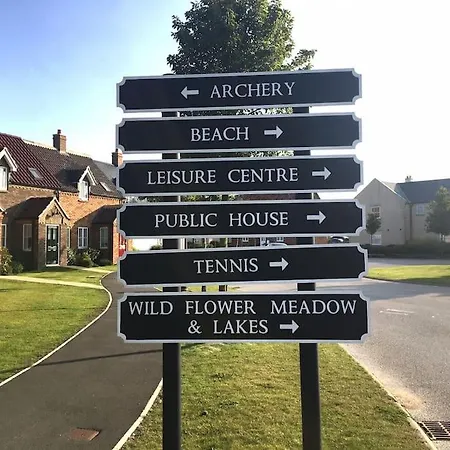 ← ARCHERY
BEACH →
LEISURE CENTRE →
PUBLIC HOUSE →
TENNIS →
WILD FLOWER MEADOW
& LAKES →